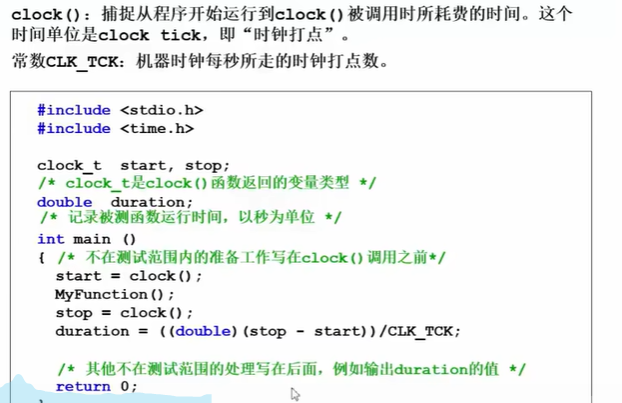 clock()：捕捉从程序开始运行到clock()被调用时所耗费的时间。这个
时间单位是clock tick，即“时钟打点”。
常数CLK_TCK：机器时钟每秒所走的时钟打点数。
#include <stdio.h>
#include <time.h>
clock_t start, stop;
/* clock_t是clock()函数返回的变量类型 */
double duration;
/* 记录被测函数运行时间，以秒为单位 */
int main ()
{ /* 不在测试范围内的准备工作写在clock()调用之前*/
start = clock();
MyFunction();
stop = clock();
duration = ((double)(stop - start))/CLK_TCK;
/* 其他不在测试范围的处理写在后面，例如输出duration的值 */
return 0;